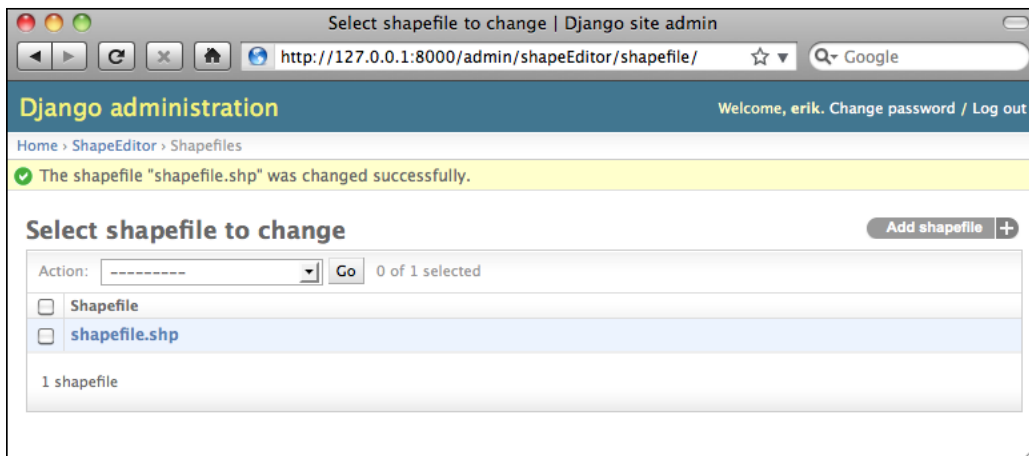 Select shapefile to change | Django site admin
http://127.0.0.1:8000/admin/shapeEditor/shapefile/
Google
Django administration
Welcome, erik. Change password / Log out
Home › ShapeEditor › Shapefiles
The shapefile "shapefile.shp" was changed successfully.
Select shapefile to change
Add shapefile +
Action: --------- Go 0 of 1 selected
Shapefile
shapefile.shp
1 shapefile